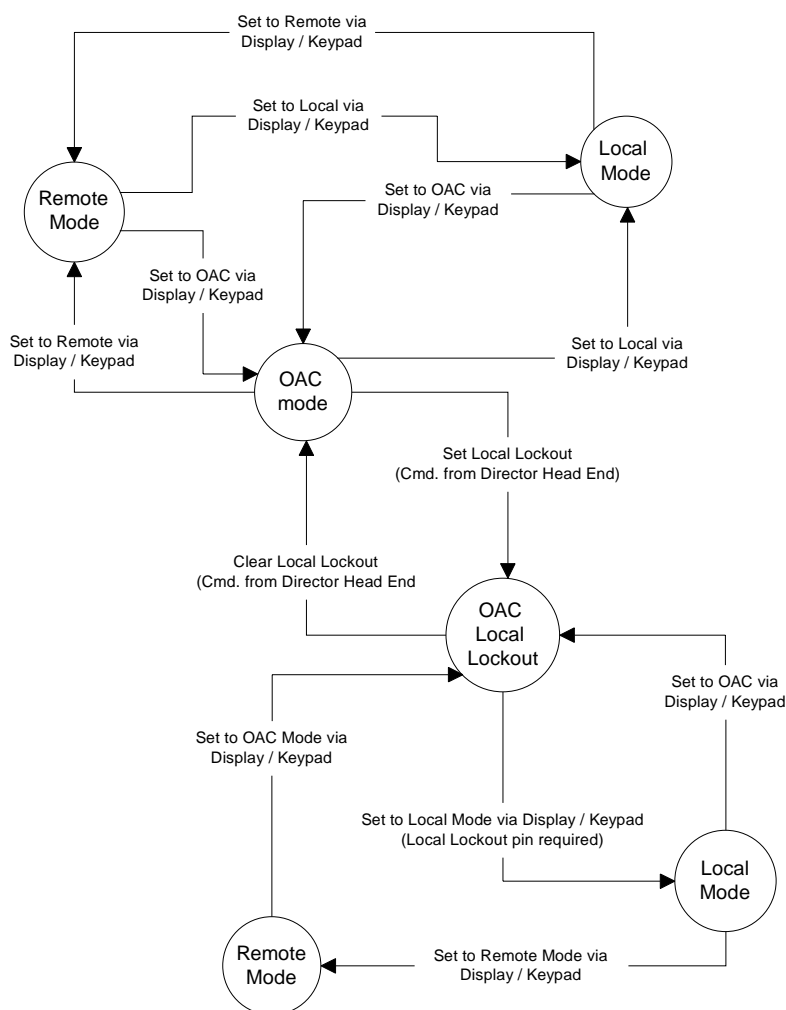 Set to Remote via
Display / Keypad
Set to Local via
Display / Keypad
Local
Mode
Remote
Mode
Set to OAC via
Display / Keypad
Set to OAC via
Display / Keypad
Set to Remote via
Display / Keypad
Set to Local via
Display / Keypad
OAC
mode
Set Local Lockout
(Cmd. from Director Head End)
Clear Local Lockout
(Cmd. from Director Head End
OAC
Local
Lockout
Set to OAC via
Display / Keypad
Set to OAC Mode via
Display / Keypad
Set to Local Mode via Display / Keypad
(Local Lockout pin required)
Local
Mode
Remote
Mode
Set to Remote Mode via
Display / Keypad